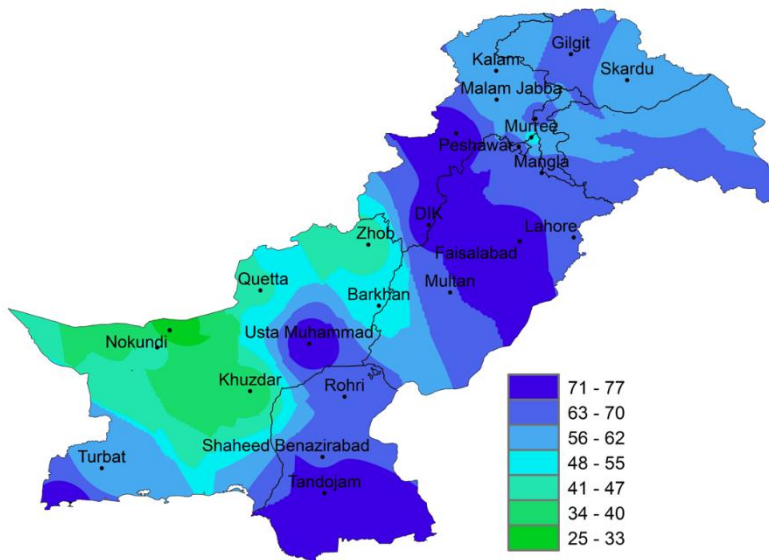 Gilgit
Kalam
Skardu
Malam Jabba
Murree
Peshawar
Mangla
DIK
Lahore
Zhob
Faisalabad
Quetta
Multan
Barkhan
Usta Muhammad
Nokundi
Khuzdar
Rohri
Shaheed Benazirabad
Turbat
Tandojam
71 - 77
63 - 70
56 - 62
48 - 55
41 - 47
34 - 40
25 - 33